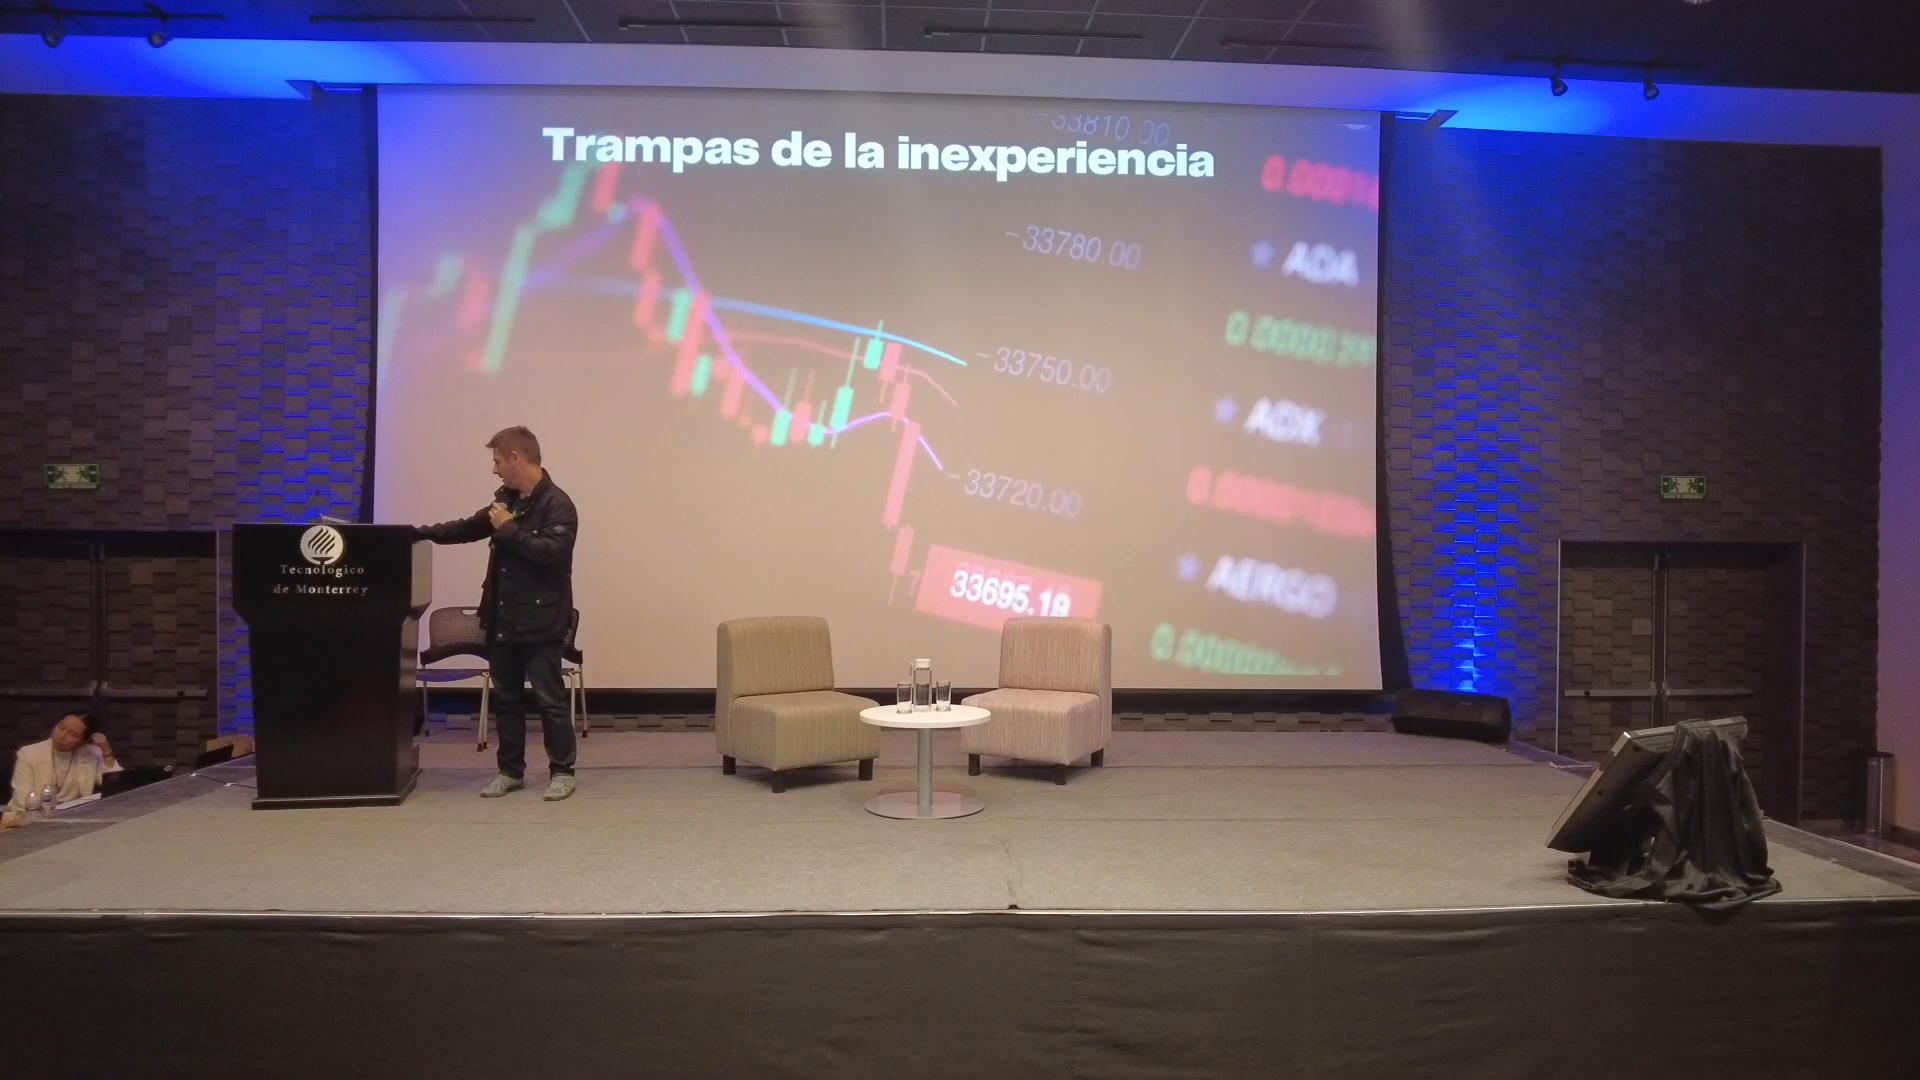 33810.00
Trampas de la inexperiencia
33780.00
ADA
33750.00
ADX
33720.00
AERGO
33695.19
Tecnológico
de Monterrey